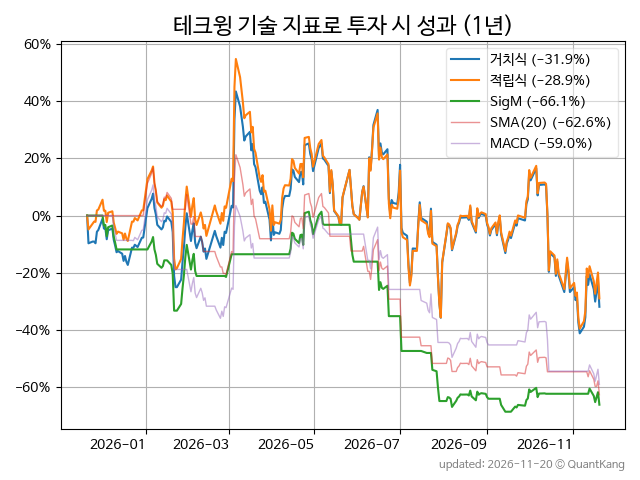 테크윙 기술 지표로 투자 시 성과 (1년)
거치식 (−31.9%)
적립식 (−28.9%)
SigM (−66.1%)
SMA(20) (−62.6%)
MACD (−59.0%)
60%
40%
20%
0%
−20%
−40%
−60%
2026-01 2026-03 2026-05 2026-07 2026-09 2026-11
updated: 2026-11-20 © QuantKang